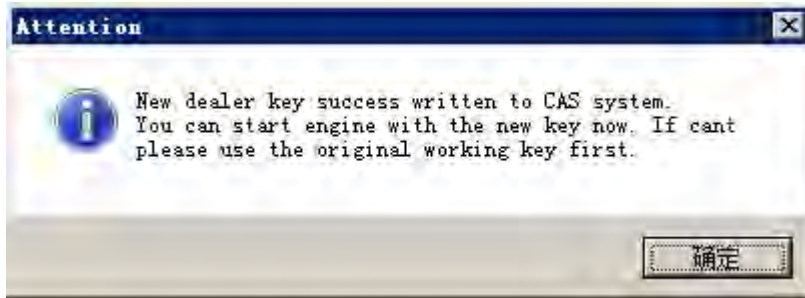 Attention
New dealer key success written to CAS system.
You can start engine with the new key now. If cant
please use the original working key first.
确定